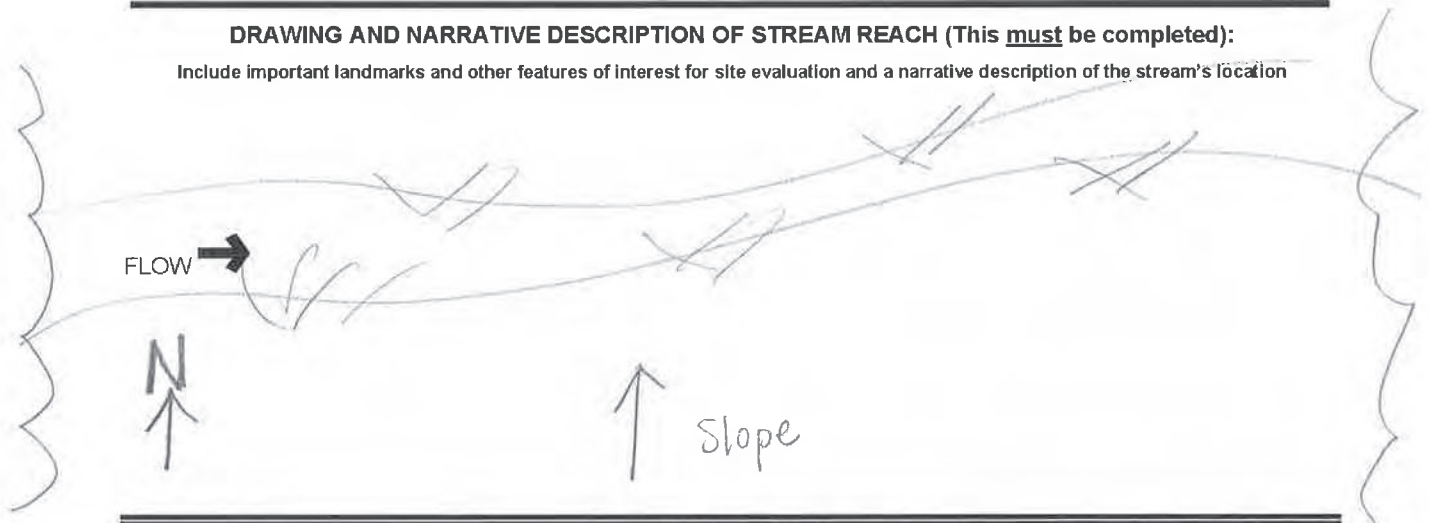 DRAWING AND NARRATIVE DESCRIPTION OF STREAM REACH (This must be completed):
Include important landmarks and other features of interest for site evaluation and a narrative description of the stream's location
FLOW
N
Slope